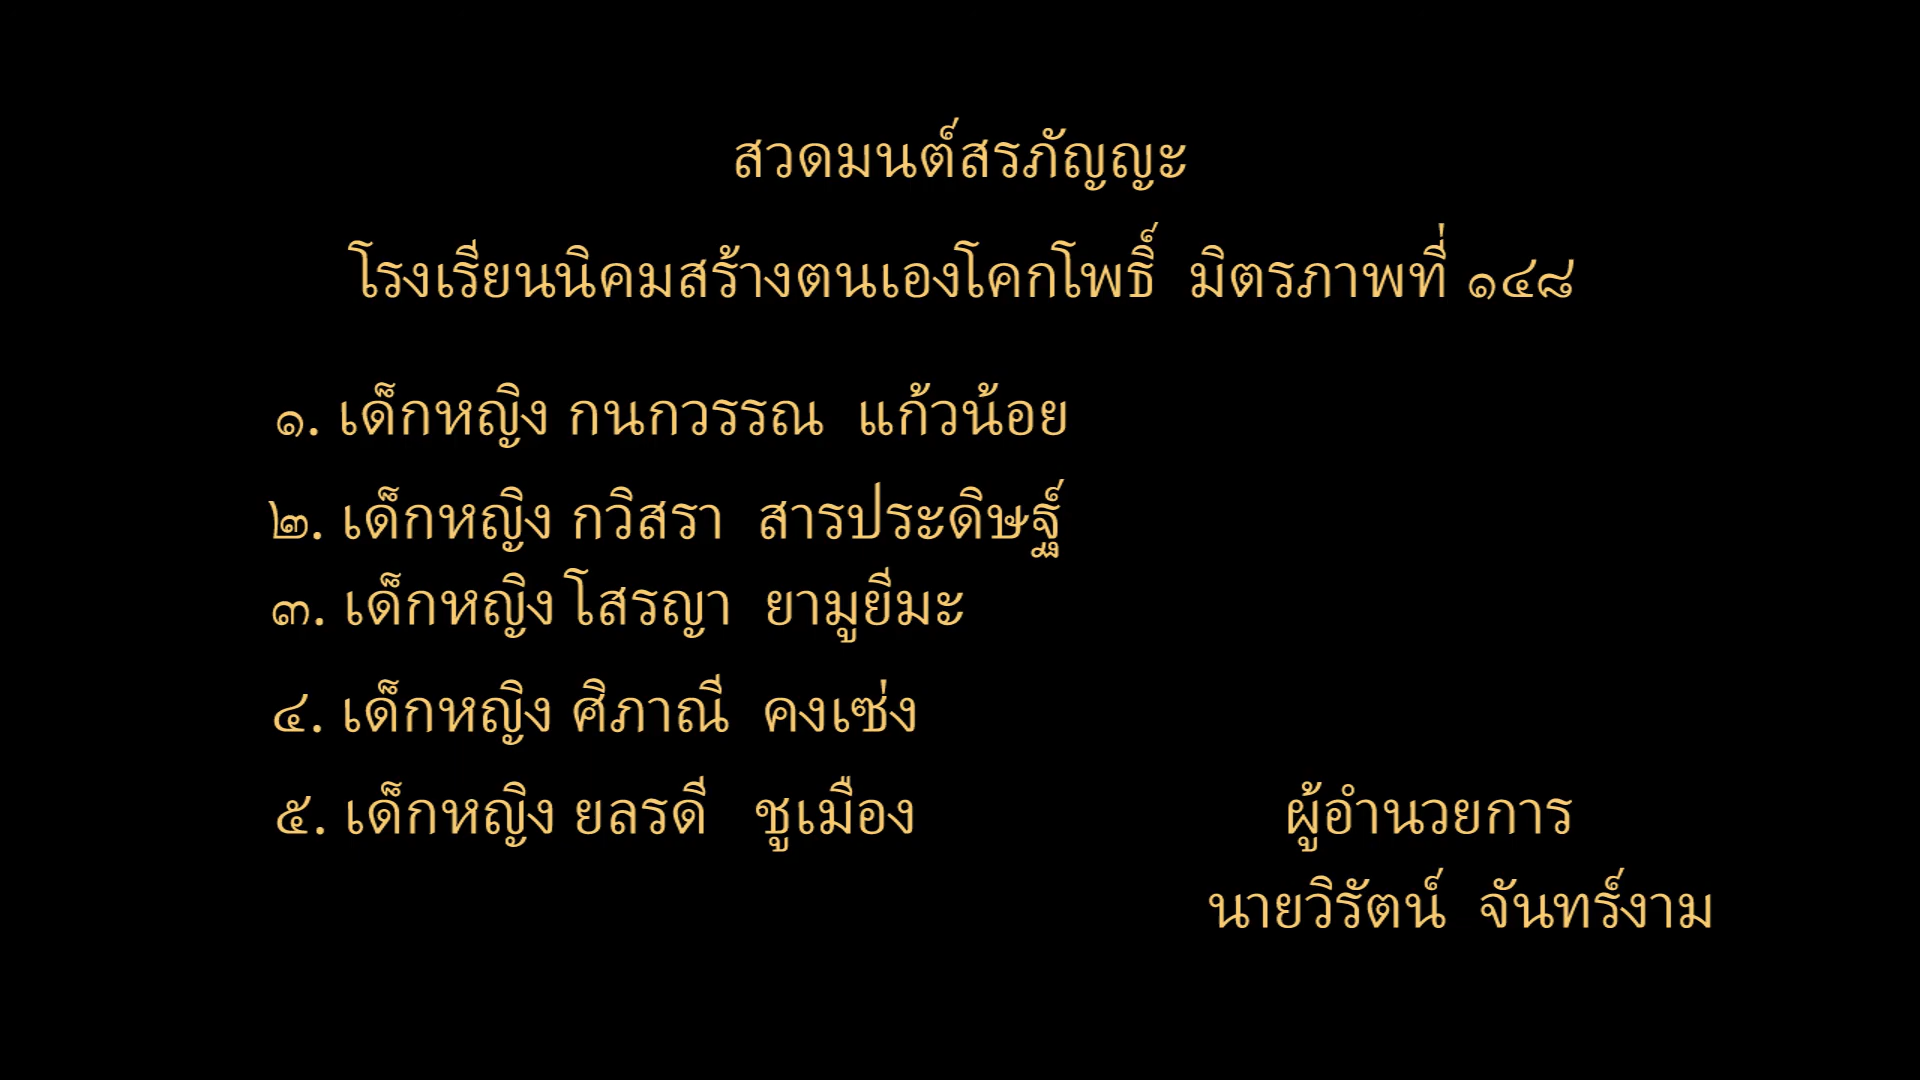 สวดมนต์สรภัญญะ
โรงเรียนนิคมสร้างตนเองโคกโพธิ์ มิตรภาพที่ ๑๔๘
๑. เด็กหญิง กนกวรรณ แก้วน้อย
๒. เด็กหญิง กวิสรา สารประดิษฐ์
๓. เด็กหญิง โสรญา ยามูยีมะ
๔. เด็กหญิง ศิภาณี คงเซ่ง
๕. เด็กหญิง ยลรดี ชูเมือง
ผู้อำนวยการ
นายวิรัตน์ จันทร์งาม